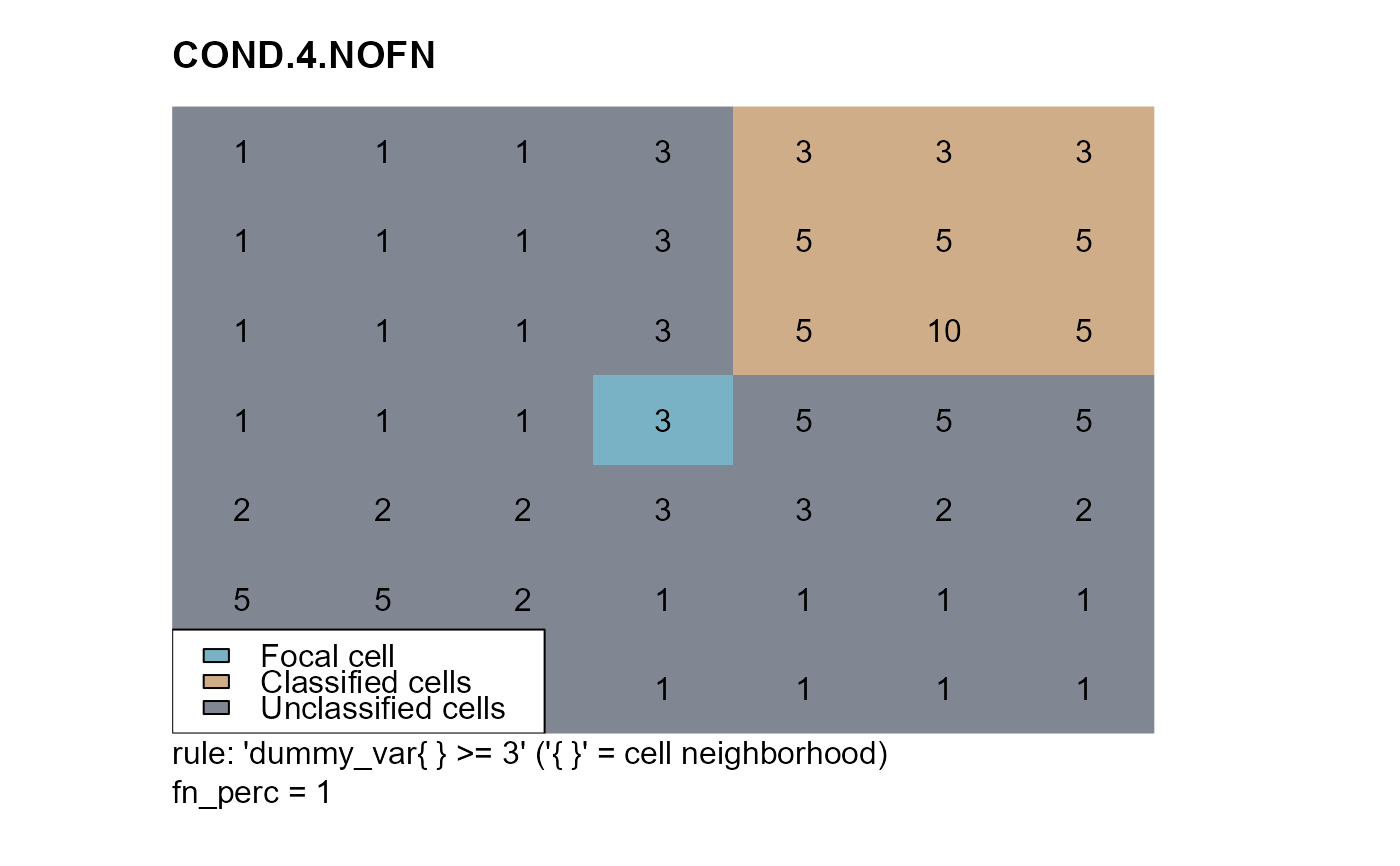 COND.4.NOFN
1 1 1 3 3 3 3
1 1 1 3 5 5 5
1 1 1 3 5 10 5
1 1 1 3 5 5 5
2 2 2 3 3 2 2
5 5 2 1 1 1 1
Focal cell
Classified cells
Unclassified cells
1 1 1 1
rule: 'dummy_var{ } >= 3' ('{ }' = cell neighborhood)
fn_perc = 1